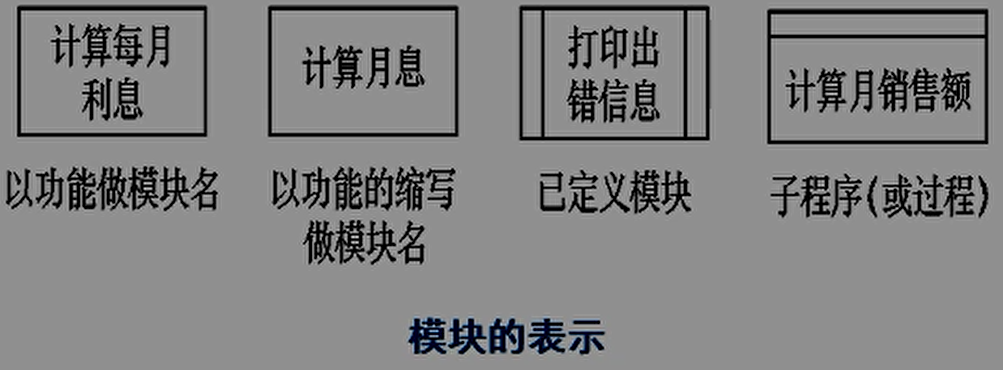 计算每月
利息
计算月息
打印出
错信息
计算月销售额
以功能做模块名
以功能的缩写
做模块名
已定义模块
子程序(或过程)
模块的表示